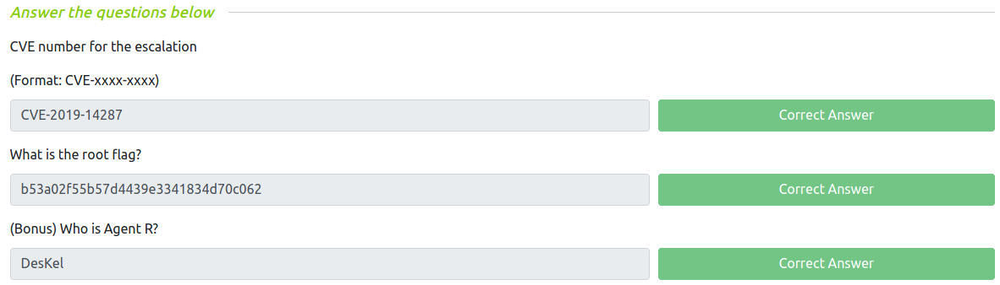 Answer the questions below
CVE number for the escalation
(Format: CVE-xxxx-xxxx)
CVE-2019-14287 Correct Answer
What is the root flag?
b53a02f55b57d4439e3341834d70c062 Correct Answer
(Bonus) Who is Agent R?
DesKel Correct Answer